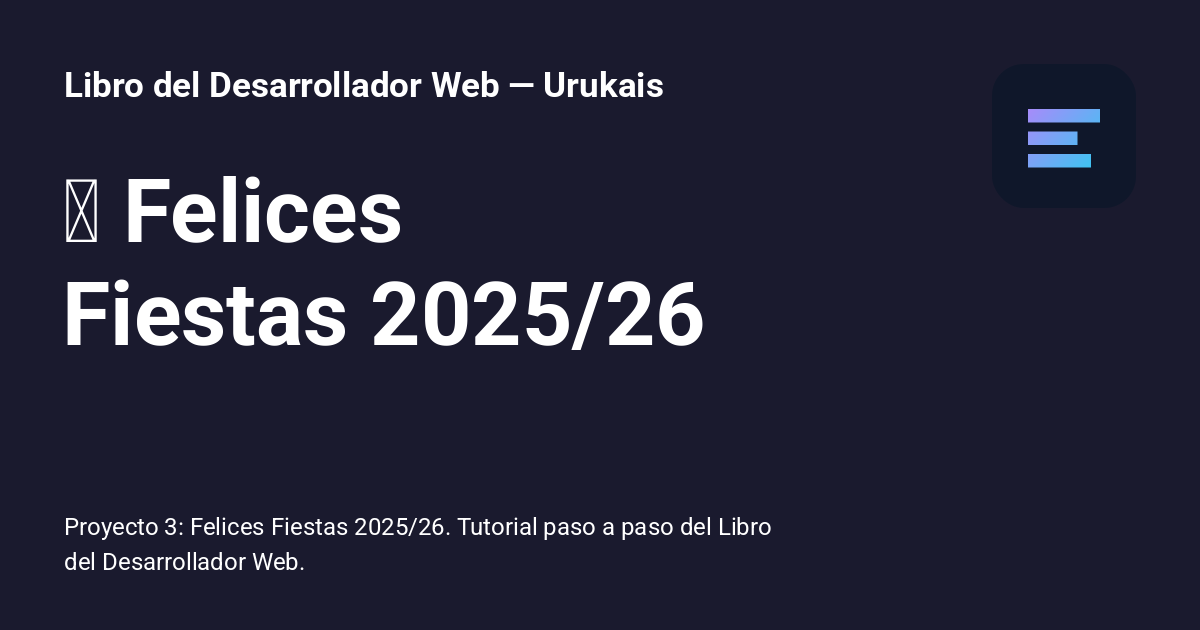 Libro del Desarrollador Web — Urukais
Felices
Fiestas 2025/26
Proyecto 3: Felices Fiestas 2025/26. Tutorial paso a paso del Libro
del Desarrollador Web.